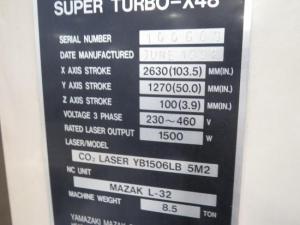 SUPER TURBO-X48
SERIAL NUMBER
DATE MANUFACTURED JUNE
X AXIS STROKE 2630(103.5) MM(IN.)
Y AXIS STROKE 1270(50.0) MM(IN.)
Z AXIS STROKE 100(3.9) MM(IN.)
VOLTAGE 3 PHASE 230~460 V
RATED LASER OUTPUT 1500 W
LASER/MODEL
CO₂ LASER YB1506LB 5M2
NC UNIT
MAZAK L-32
MACHINE WEIGHT 8.5 TON
YAMAZAKI MAZAK